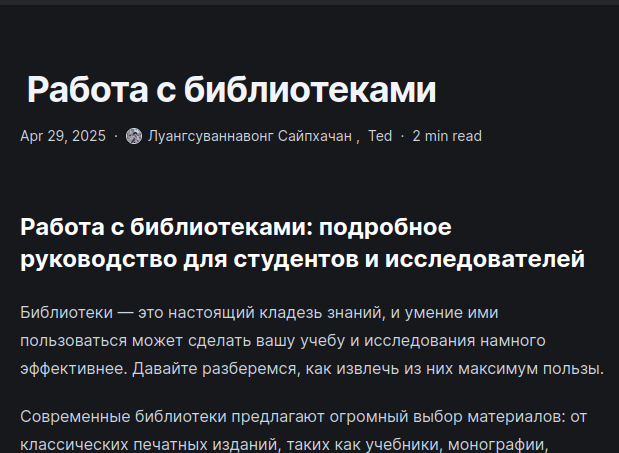 Работа с библиотеками
Apr 29, 2025 · Луангсуваннавонг Сайпхачан , Ted · 2 min read
Работа с библиотеками: подробное
руководство для студентов и исследователей
Библиотеки — это настоящий кладезь знаний, и умение ими
пользоваться может сделать вашу учебу и исследования намного
эффективнее. Давайте разберемся, как извлечь из них максимум пользы.
Современные библиотеки предлагают огромный выбор материалов: от
классических печатных изданий, таких как учебники, монографии,